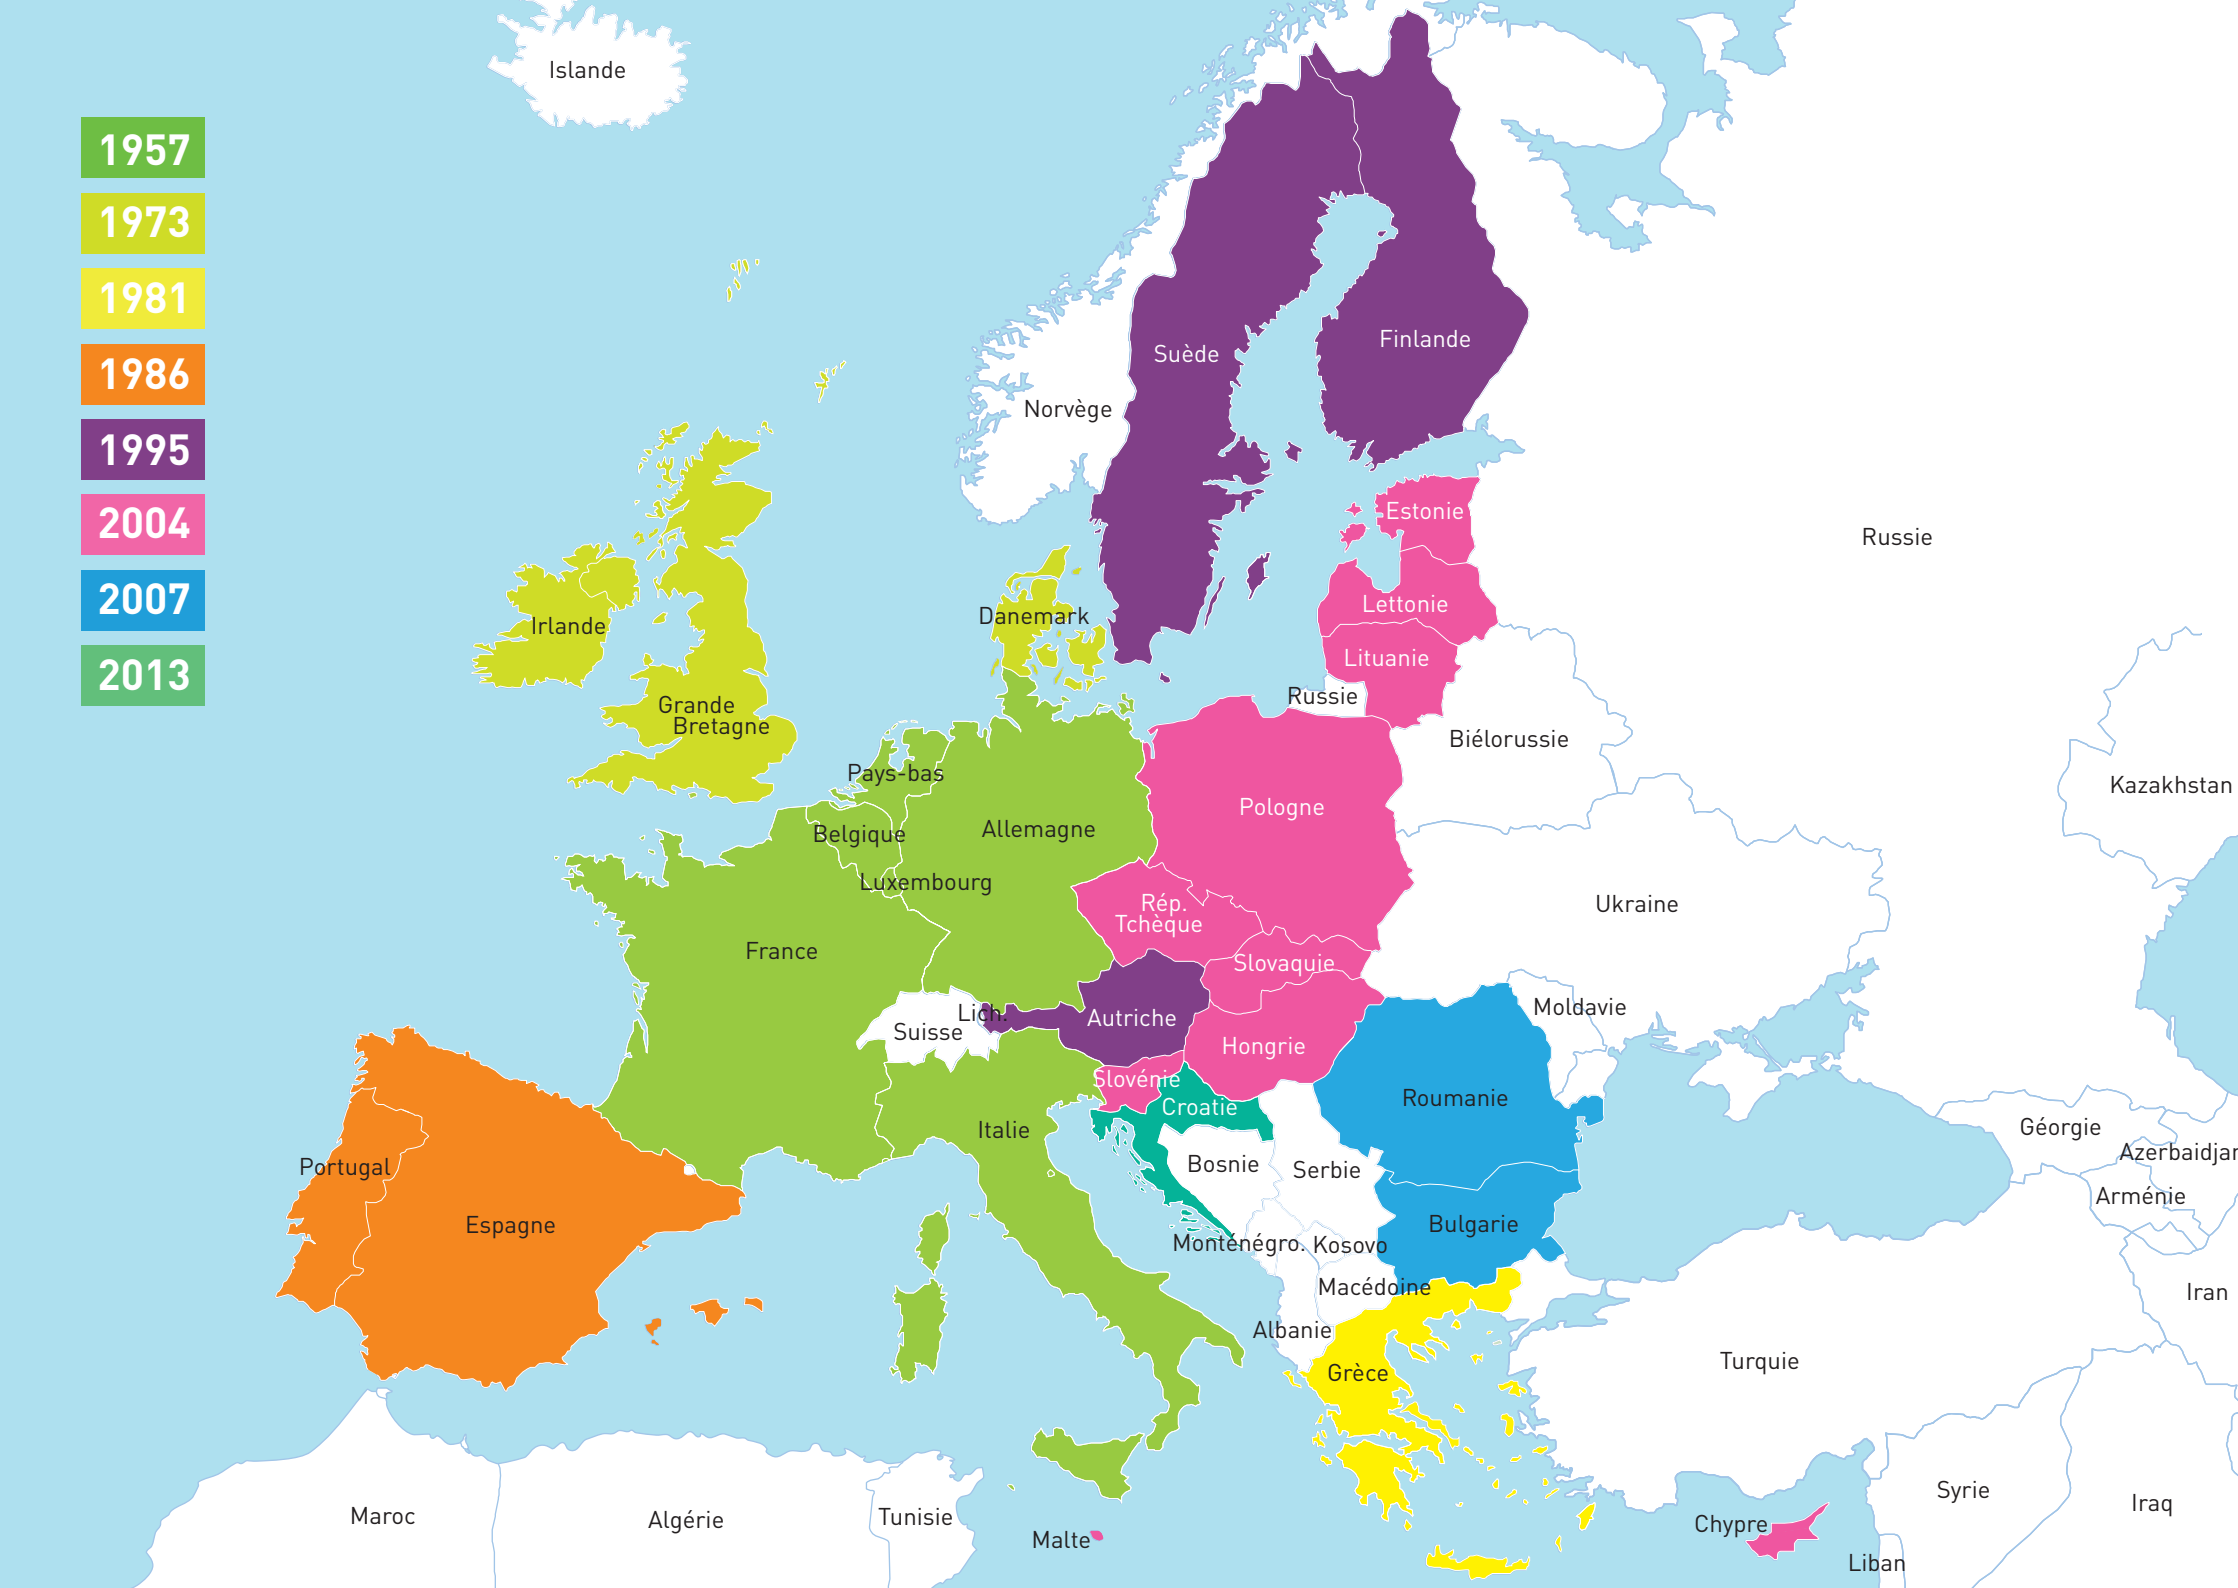 Islande
1957
1973
1981
1986
1995
2004
2007
2013
Suède
Finlande
Norvège
Estonie
Russie
Lettonie
Danemark
Irlande
Lituanie
Russie
Grande
Bretagne
Biélorussie
Pays-bas
Kazakhstan
Pologne
Belgique
Allemagne
Luxembourg
Rép.
Tchèque
Ukraine
France
Slovaquie
Lich.
Moldavie
Suisse
Autriche
Hongrie
Slovénie
Croatie
Roumanie
Italie
Géorgie
Azerbaidjan
Portugal
Bosnie
Serbie
Arménie
Espagne
Bulgarie
Monténégro.
Kosovo
Macédoine
Iran
Albanie
Grèce
Turquie
Syrie
Iraq
Maroc
Algérie
Tunisie
Malte
Chypre
Liban